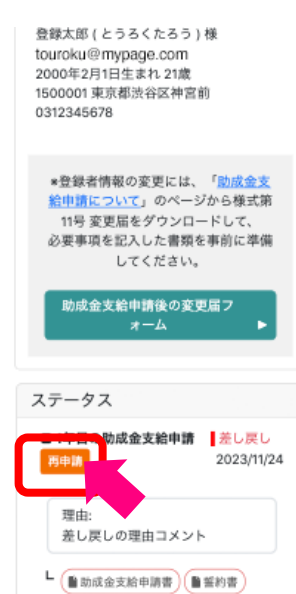 登録太郎 ( とうろくたろう ) 様
touroku@mypage.com
2000年2月1日生まれ 21歳
1500001 東京都渋谷区神宮前
0312345678
※登録者情報の変更には、「助成金支
給申請について」のページから様式第
11号 変更届をダウンロードして、
必要事項を記入した書類を事前に準備
してください。
助成金支給申請後の変更届フ
ォーム ▶
ステータス
年目の助成金支給申請 差し戻し
再申請 2023/11/24
理由:
差し戻しの理由コメント
助成金支給申請書 誓約書